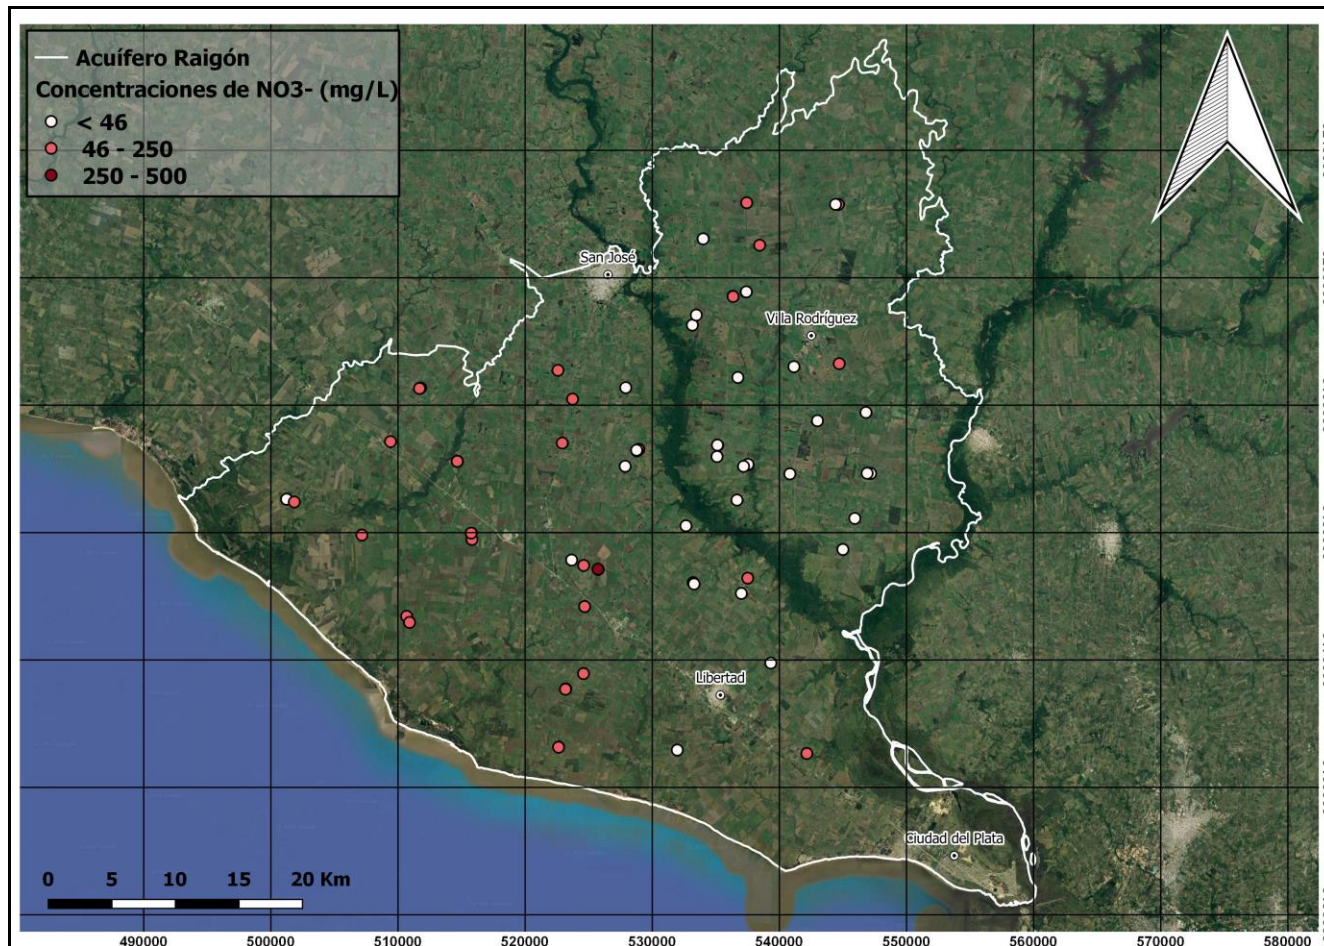 Acuífero Raigón
Concentraciones de NO3- (mg/L)
< 46
46 - 250
250 - 500
San José
Villa Rodríguez
Libertad
Ciudad del Plata
0 5 10 15 20 Km
490000 500000 510000 520000 530000 540000 550000 560000 570000 580000